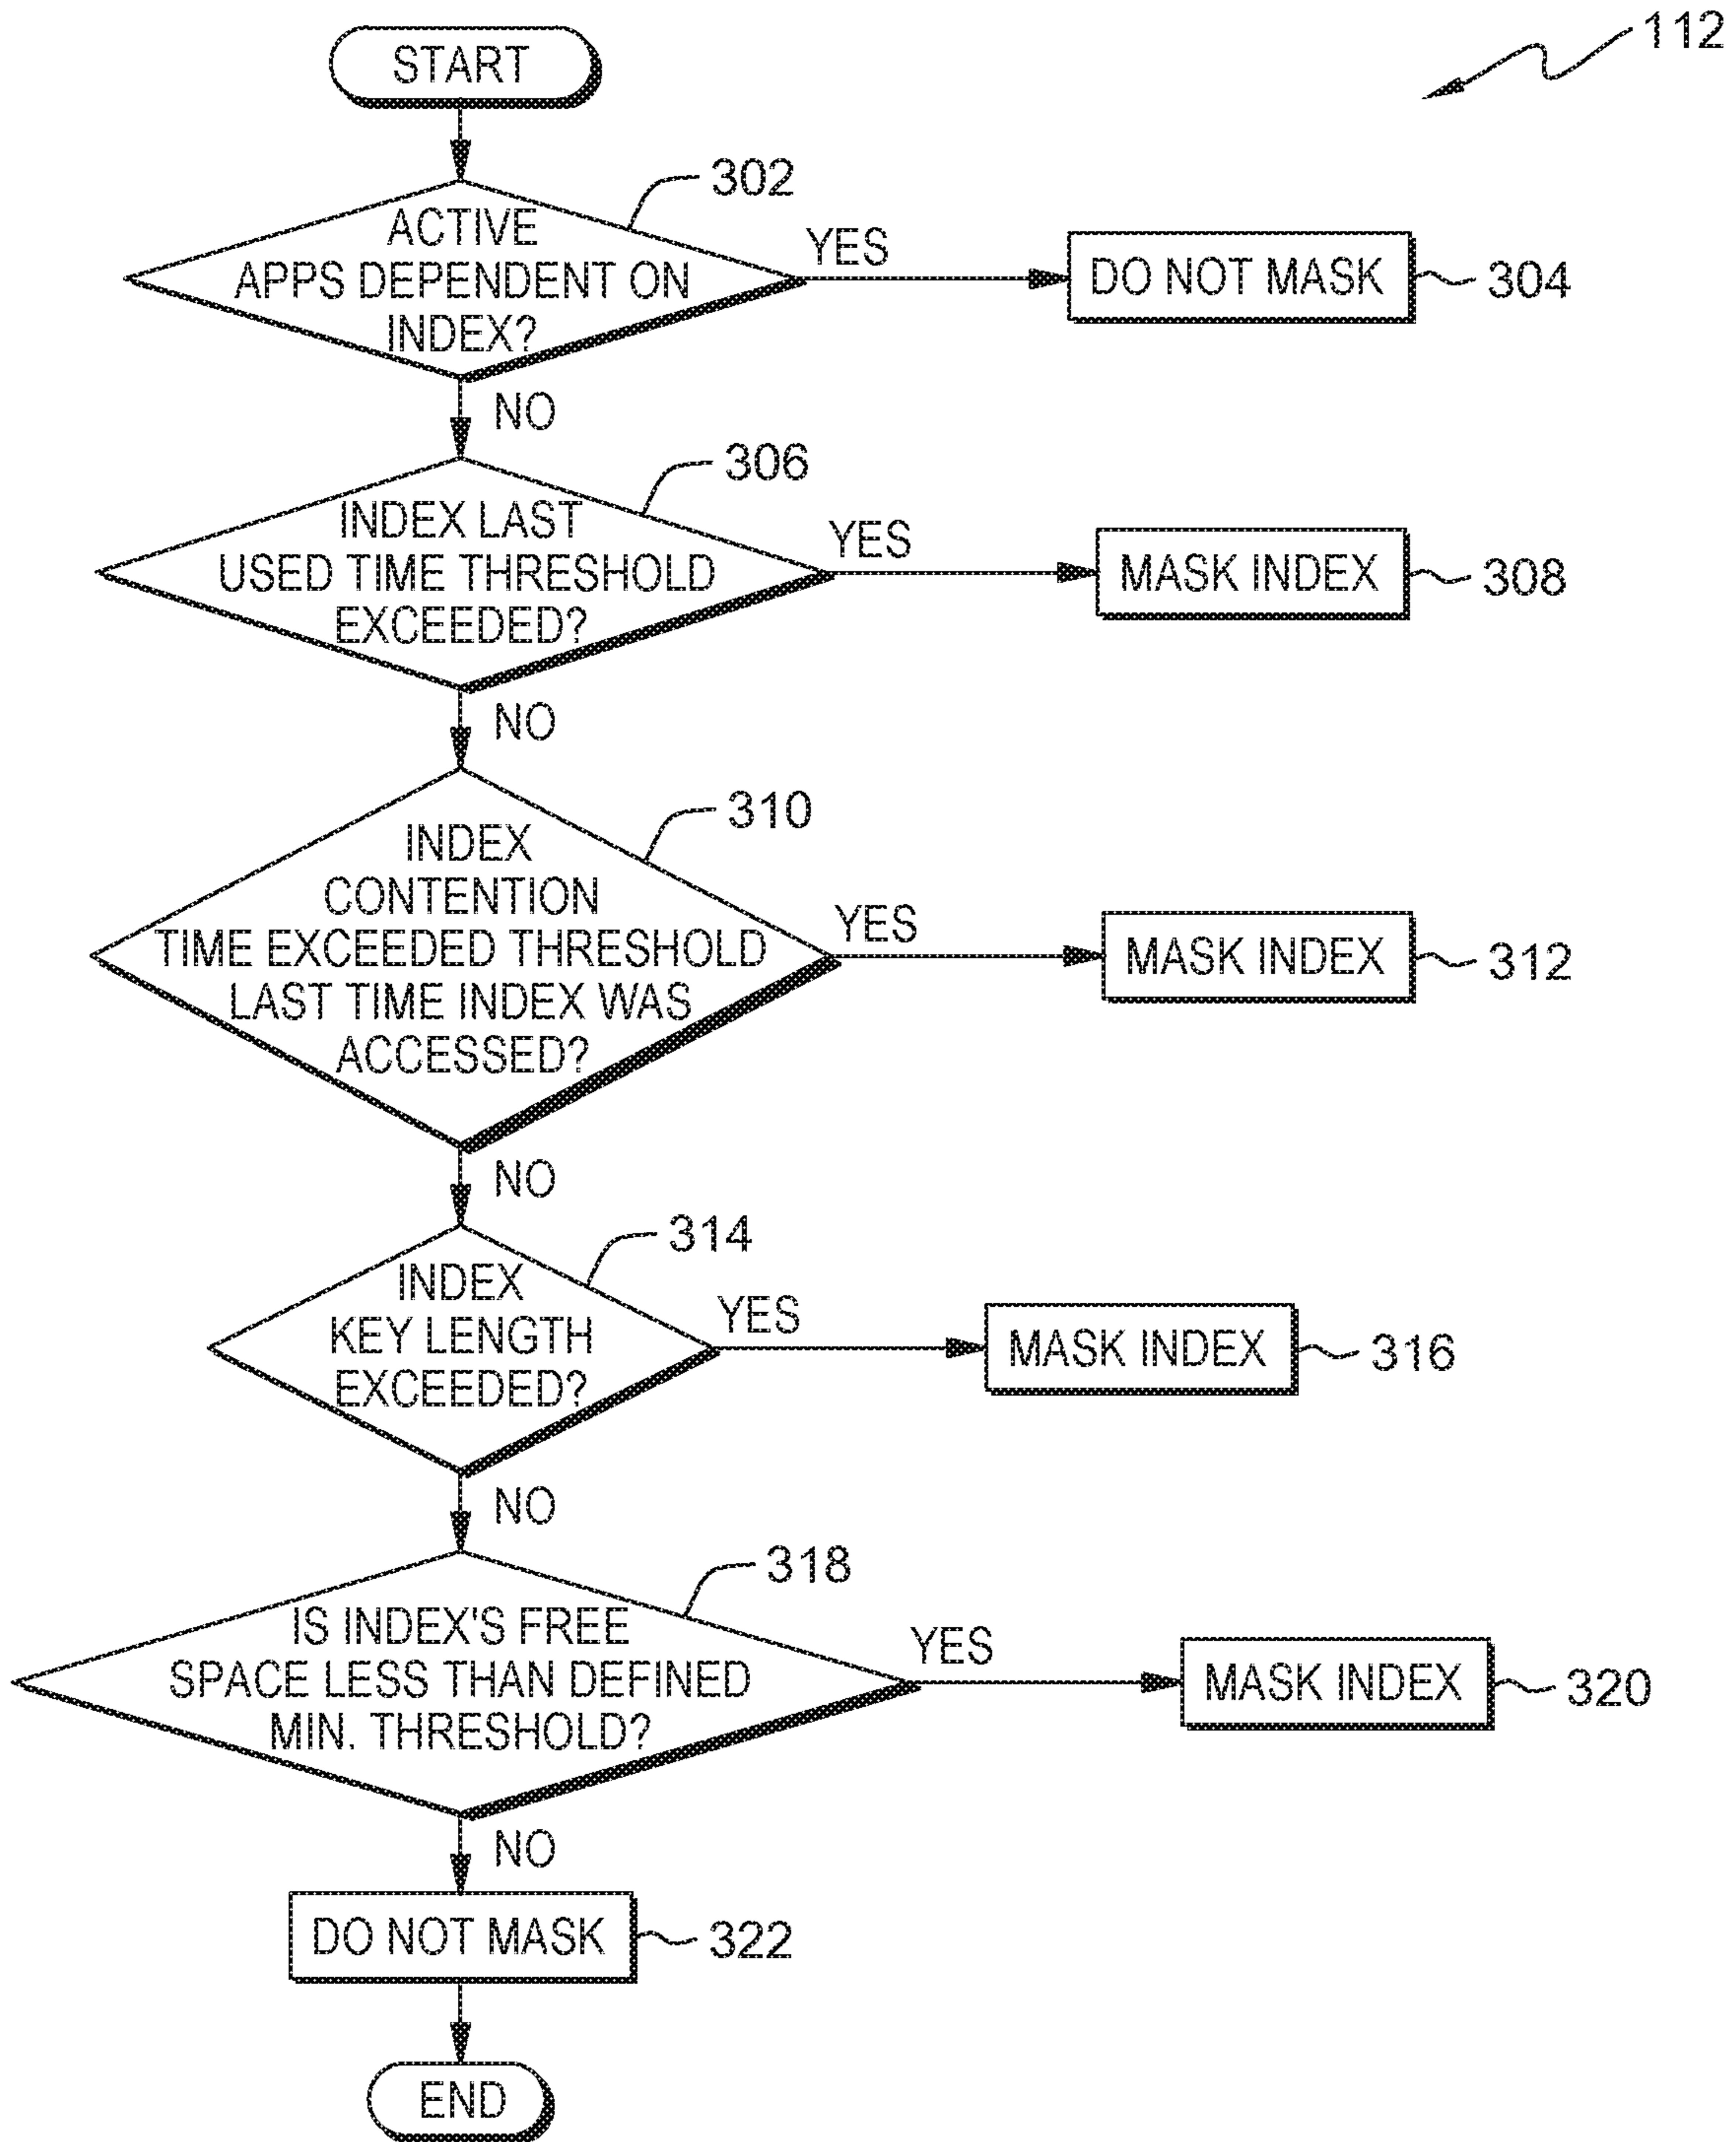 112
START
302
ACTIVE
APPS DEPENDENT ON
INDEX?
YES
DO NOT MASK
304
NO
306
INDEX LAST
USED TIME THRESHOLD
EXCEEDED?
YES
MASK INDEX
308
NO
310
INDEX
CONTENTION
TIME EXCEEDED THRESHOLD
LAST TIME INDEX WAS
ACCESSED?
YES
MASK INDEX
312
NO
314
INDEX
KEY LENGTH
EXCEEDED?
YES
MASK INDEX
316
NO
318
IS INDEX'S FREE
SPACE LESS THAN DEFINED
MIN. THRESHOLD?
YES
MASK INDEX
320
NO
DO NOT MASK
322
END